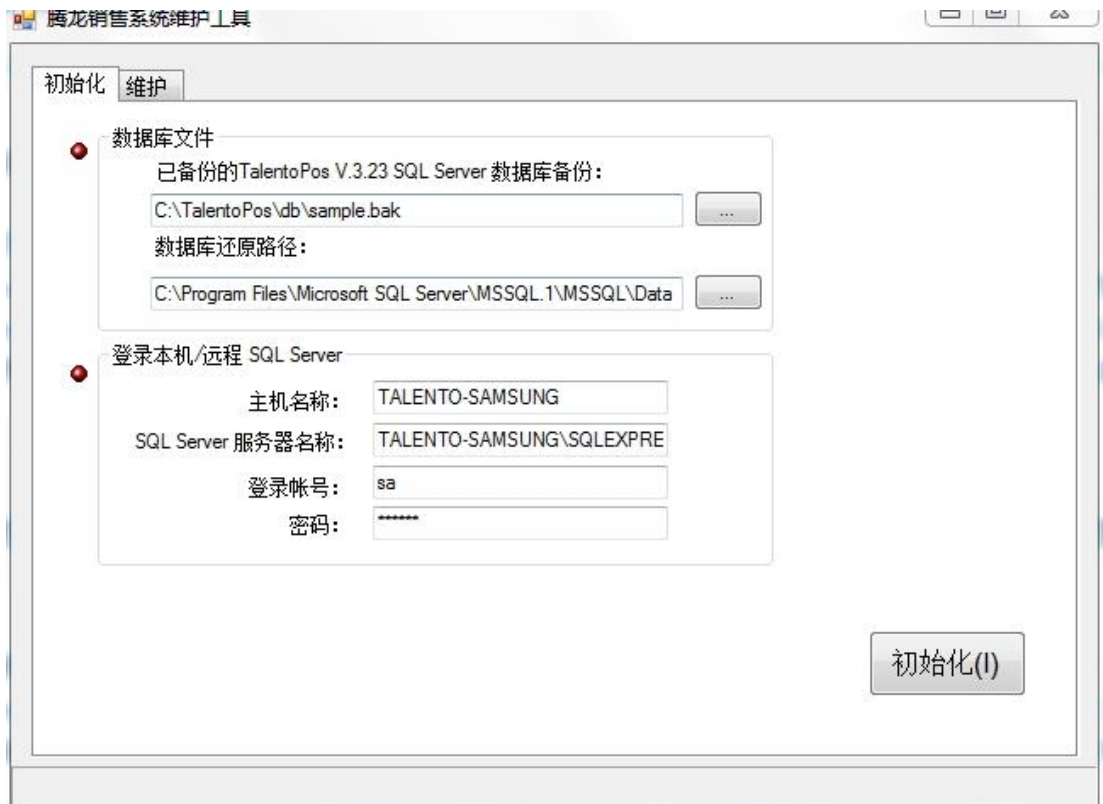 腾龙销售系统维护工具
初始化 维护
数据库文件
已备份的TalentoPos V.3.23 SQL Server 数据库备份：
C:\TalentoPos\db\sample.bak ...
数据库还原路径：
C:\Program Files\Microsoft SQL Server\MSSQL.1\MSSQL\Data ...
登录本机/远程 SQL Server
主机名称： TALENTO-SAMSUNG
SQL Server 服务器名称： TALENTO-SAMSUNG\SQLEXPRE
登录帐号： sa
密码： ******
初始化(I)